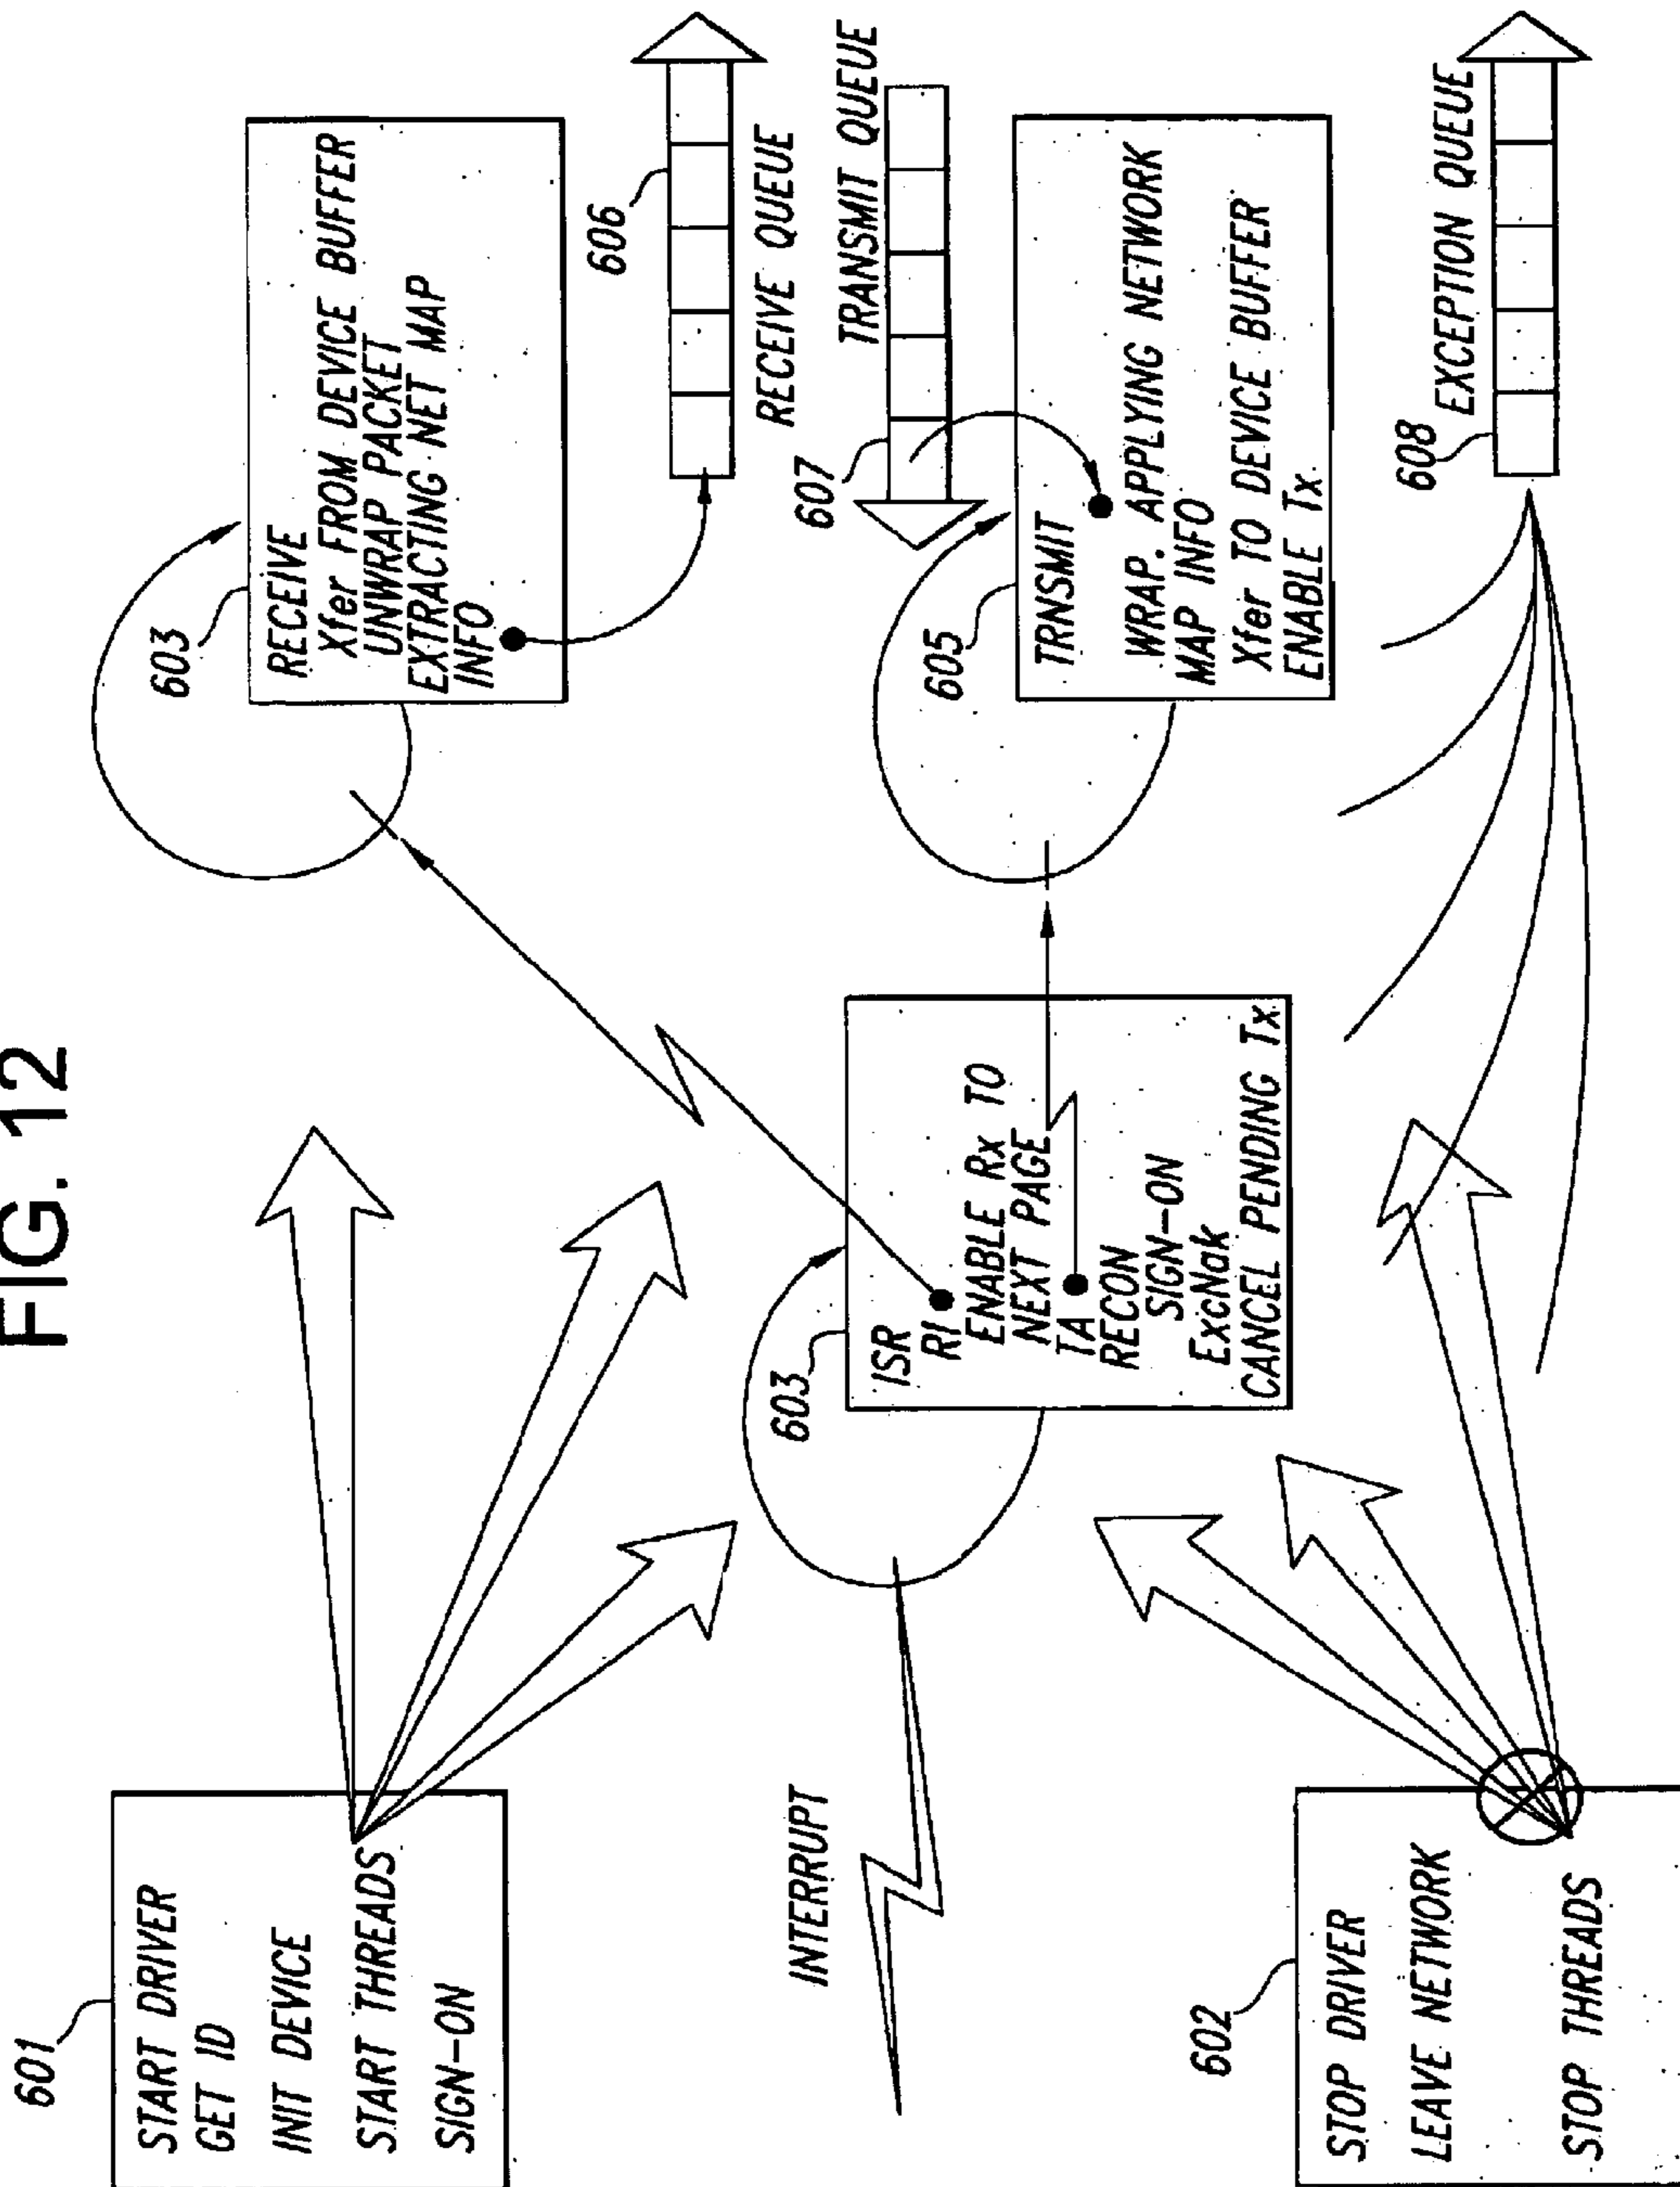 FIG. 12
601
START DRIVER
GET ID
INIT DEVICE
START THREADS
SIGN-ON
603
RECEIVE
Xfer FROM DEVICE BUFFER
UNWRAP PACKET
EXTRACTING NET MAP
INFO
606
RECEIVE QUEUE
INTERRUPT
603
ISR
RI
ENABLE Rx TO
NEXT PAGE
TA
RECON
SIGN-ON
ExcNak
CANCEL PENDING Tx
607
TRANSMIT QUEUE
605
TRNSMIT
WRAP. APPLYING NETWORK
MAP INFO
Xfer TO DEVICE BUFFER
ENABLE Tx.
602
STOP DRIVER
LEAVE NETWORK
STOP THREADS
608
EXCEPTION QUEUE